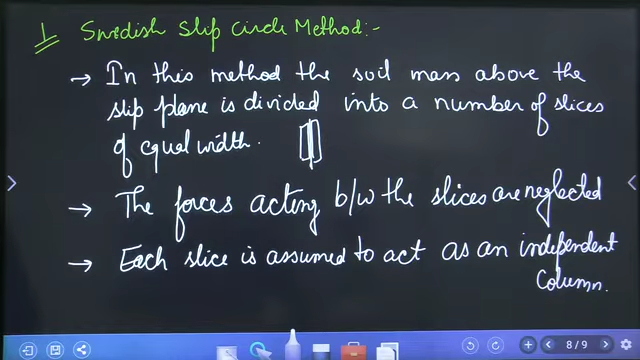 1 Swedish Slip Circle Method:-
→ In this method the soil mass above the
slip plane is divided into a number of slices
of equal width.
→ The forces acting b/w the slices are neglected
→ Each slice is assumed to act as an independent
column.
8/9